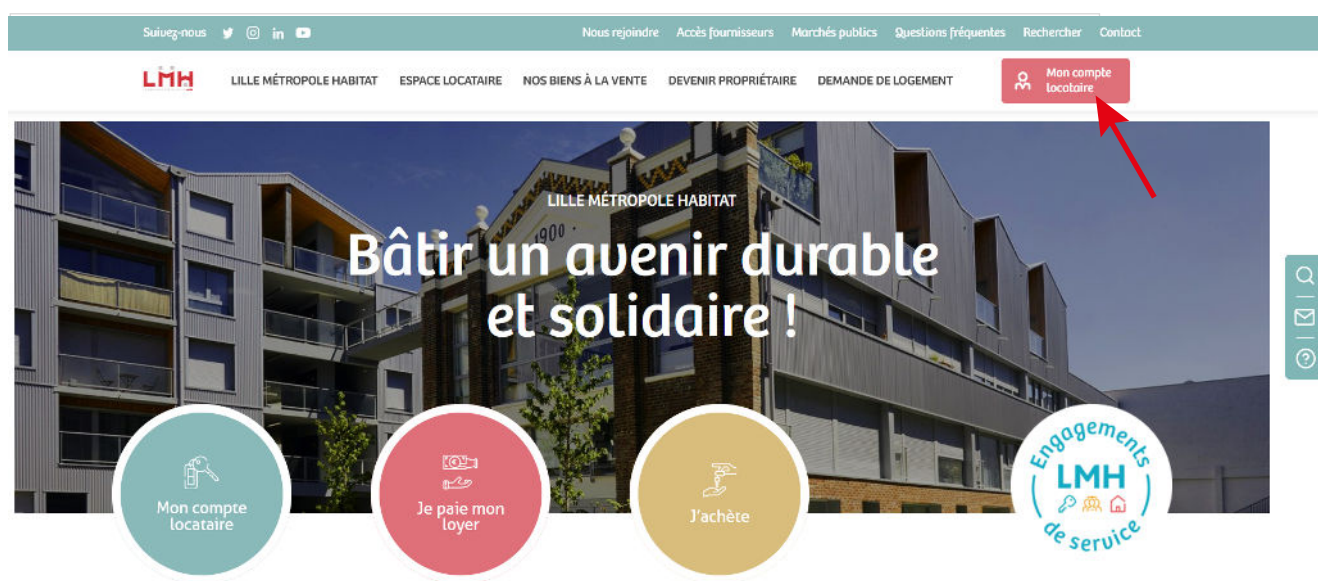 Suivez-nous
Nous rejoindre Accès fournisseurs Marchés publics Questions fréquentes Rechercher Contact
LMH
LILLE MÉTROPOLE HABITAT ESPACE LOCATAIRE NOS BIENS À LA VENTE DEVENIR PROPRIÉTAIRE DEMANDE DE LOGEMENT
Mon compte
locataire
LILLE MÉTROPOLE HABITAT
1900
Bâtir un avenir durable
et solidaire !
Mon compte
locataire
Je paie mon
loyer
J'achète
Engagements
LMH
de service